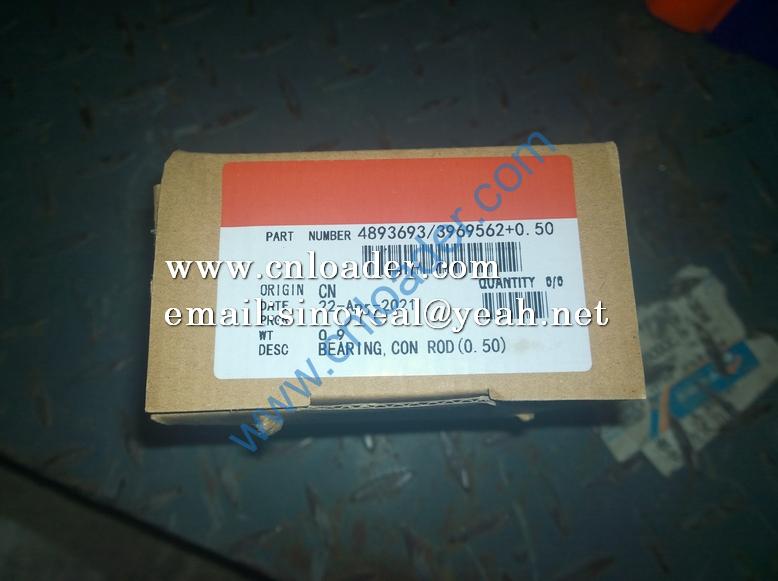 PART NUMBER 4893693/3969562+0.50
www.cnloader.com
QUANTITY 6/6
ORIGIN CN
DATE 22-Apr-2021
email:sinoreal@yeah.net
WT 0.9
DESC BEARING, CON ROD(0.50)
www.cnloader.com